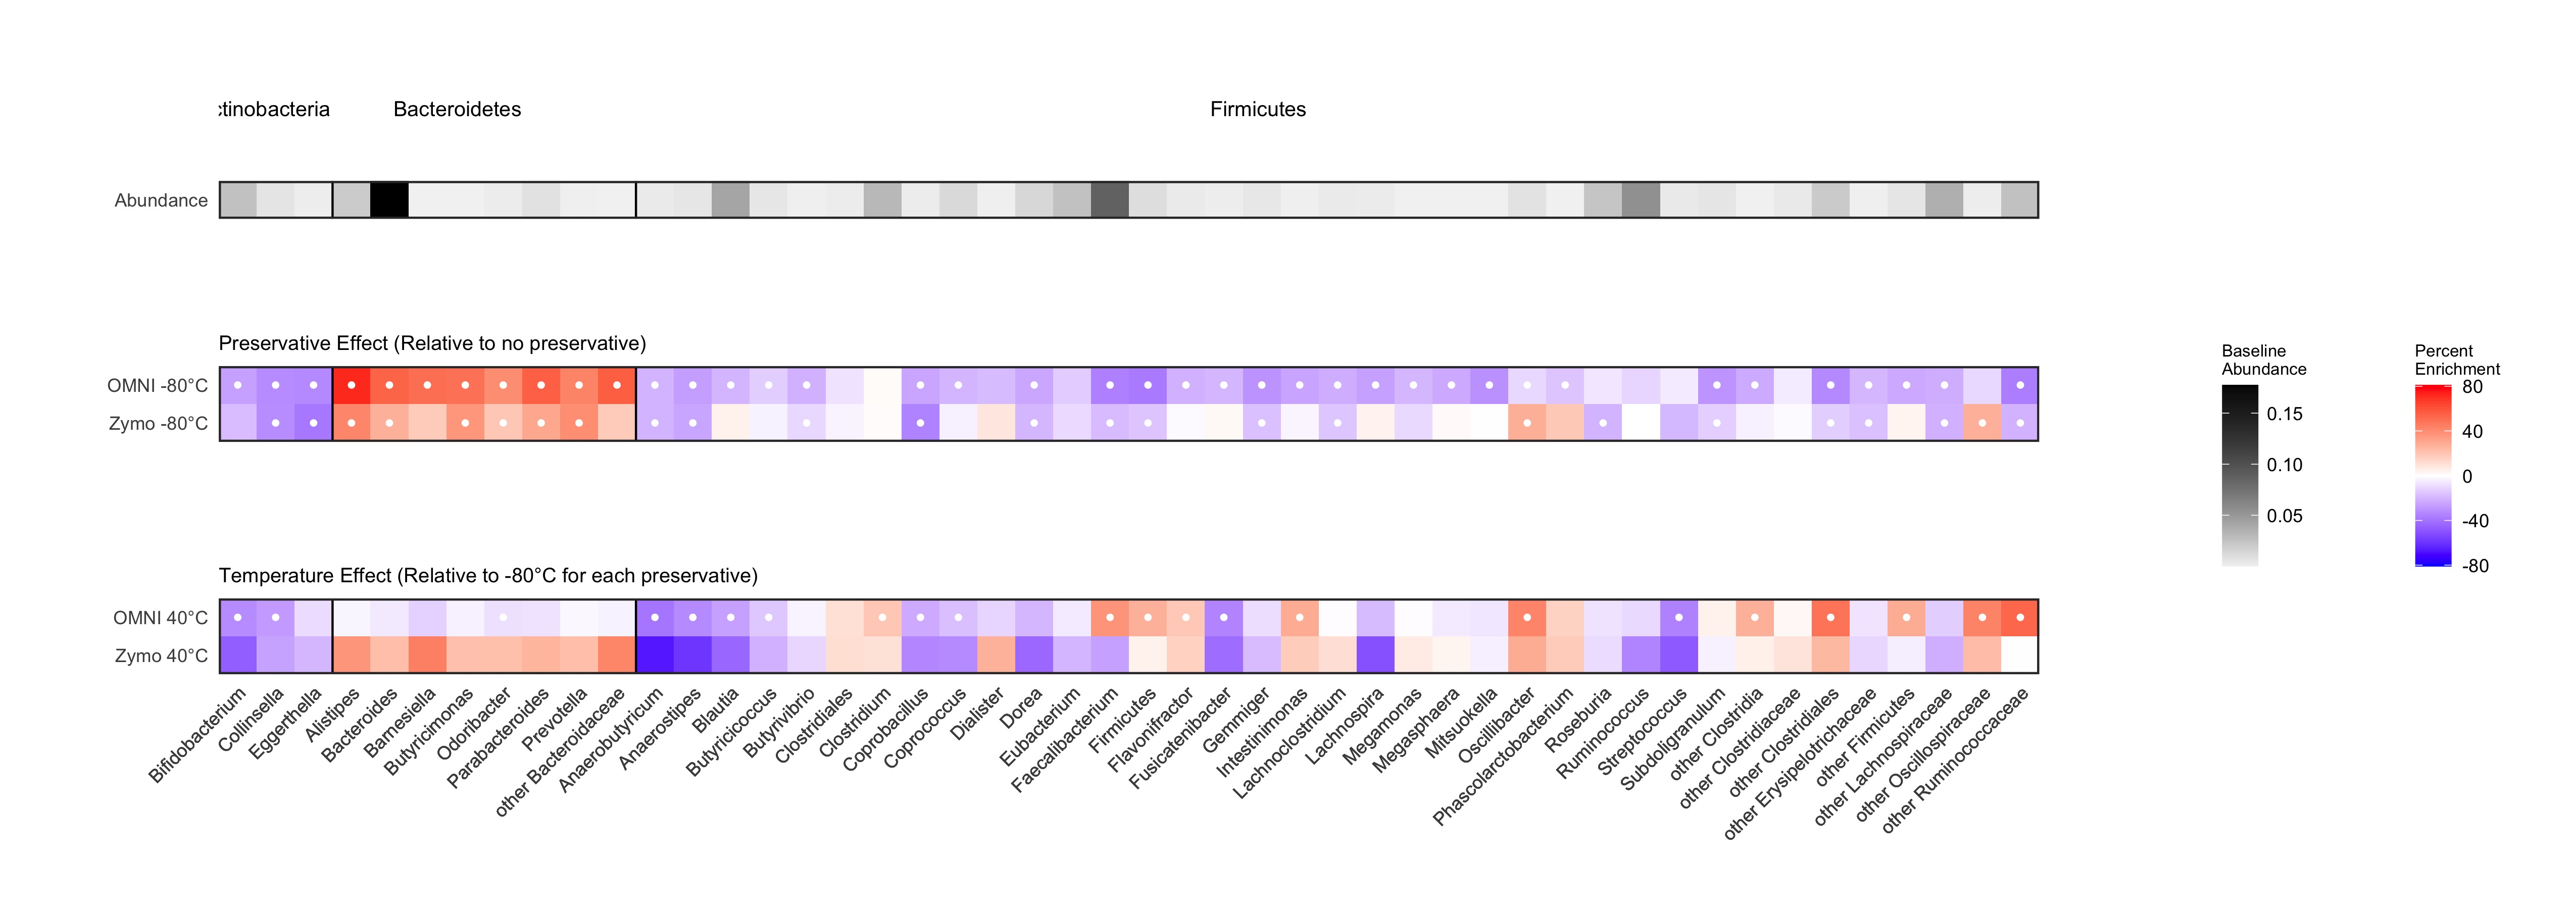 ctinobacteria Bacteroidetes Firmicutes
Abundance
Preservative Effect (Relative to no preservative)
OMNI -80°C
Zymo -80°C
Baseline
Abundance
0.15
0.10
0.05
Percent
Enrichment
80
40
0
-40
-80
Temperature Effect (Relative to -80°C for each preservative)
OMNI 40°C
Zymo 40°C
Bifidobacterium
Collinsella
Eggerthella
Alistipes
Bacteroides
Barnesiella
Butyricimonas
Odoribacter
Parabacteroides
Prevotella
other Bacteroidaceae
Anaerobutyricum
Anaerostipes
Blautia
Butyricicoccus
Butyrivibrio
Clostridiales
Clostridium
Coprobacillus
Coprococcus
Dialister
Dorea
Eubacterium
Faecalibacterium
Firmicutes
Flavonifractor
Fusicatenibacter
Gemmiger
Intestinimonas
Lachnoclostridium
Lachnospira
Megamonas
Megasphaera
Mitsuokella
Oscillibacter
Phascolarctobacterium
Roseburia
Ruminococcus
Streptococcus
Subdoligranulum
other Clostridia
other Clostridiaceae
other Clostridiales
other Erysipelotrichaceae
other Firmicutes
other Lachnospiraceae
other Oscillospiraceae
other Ruminococcaceae